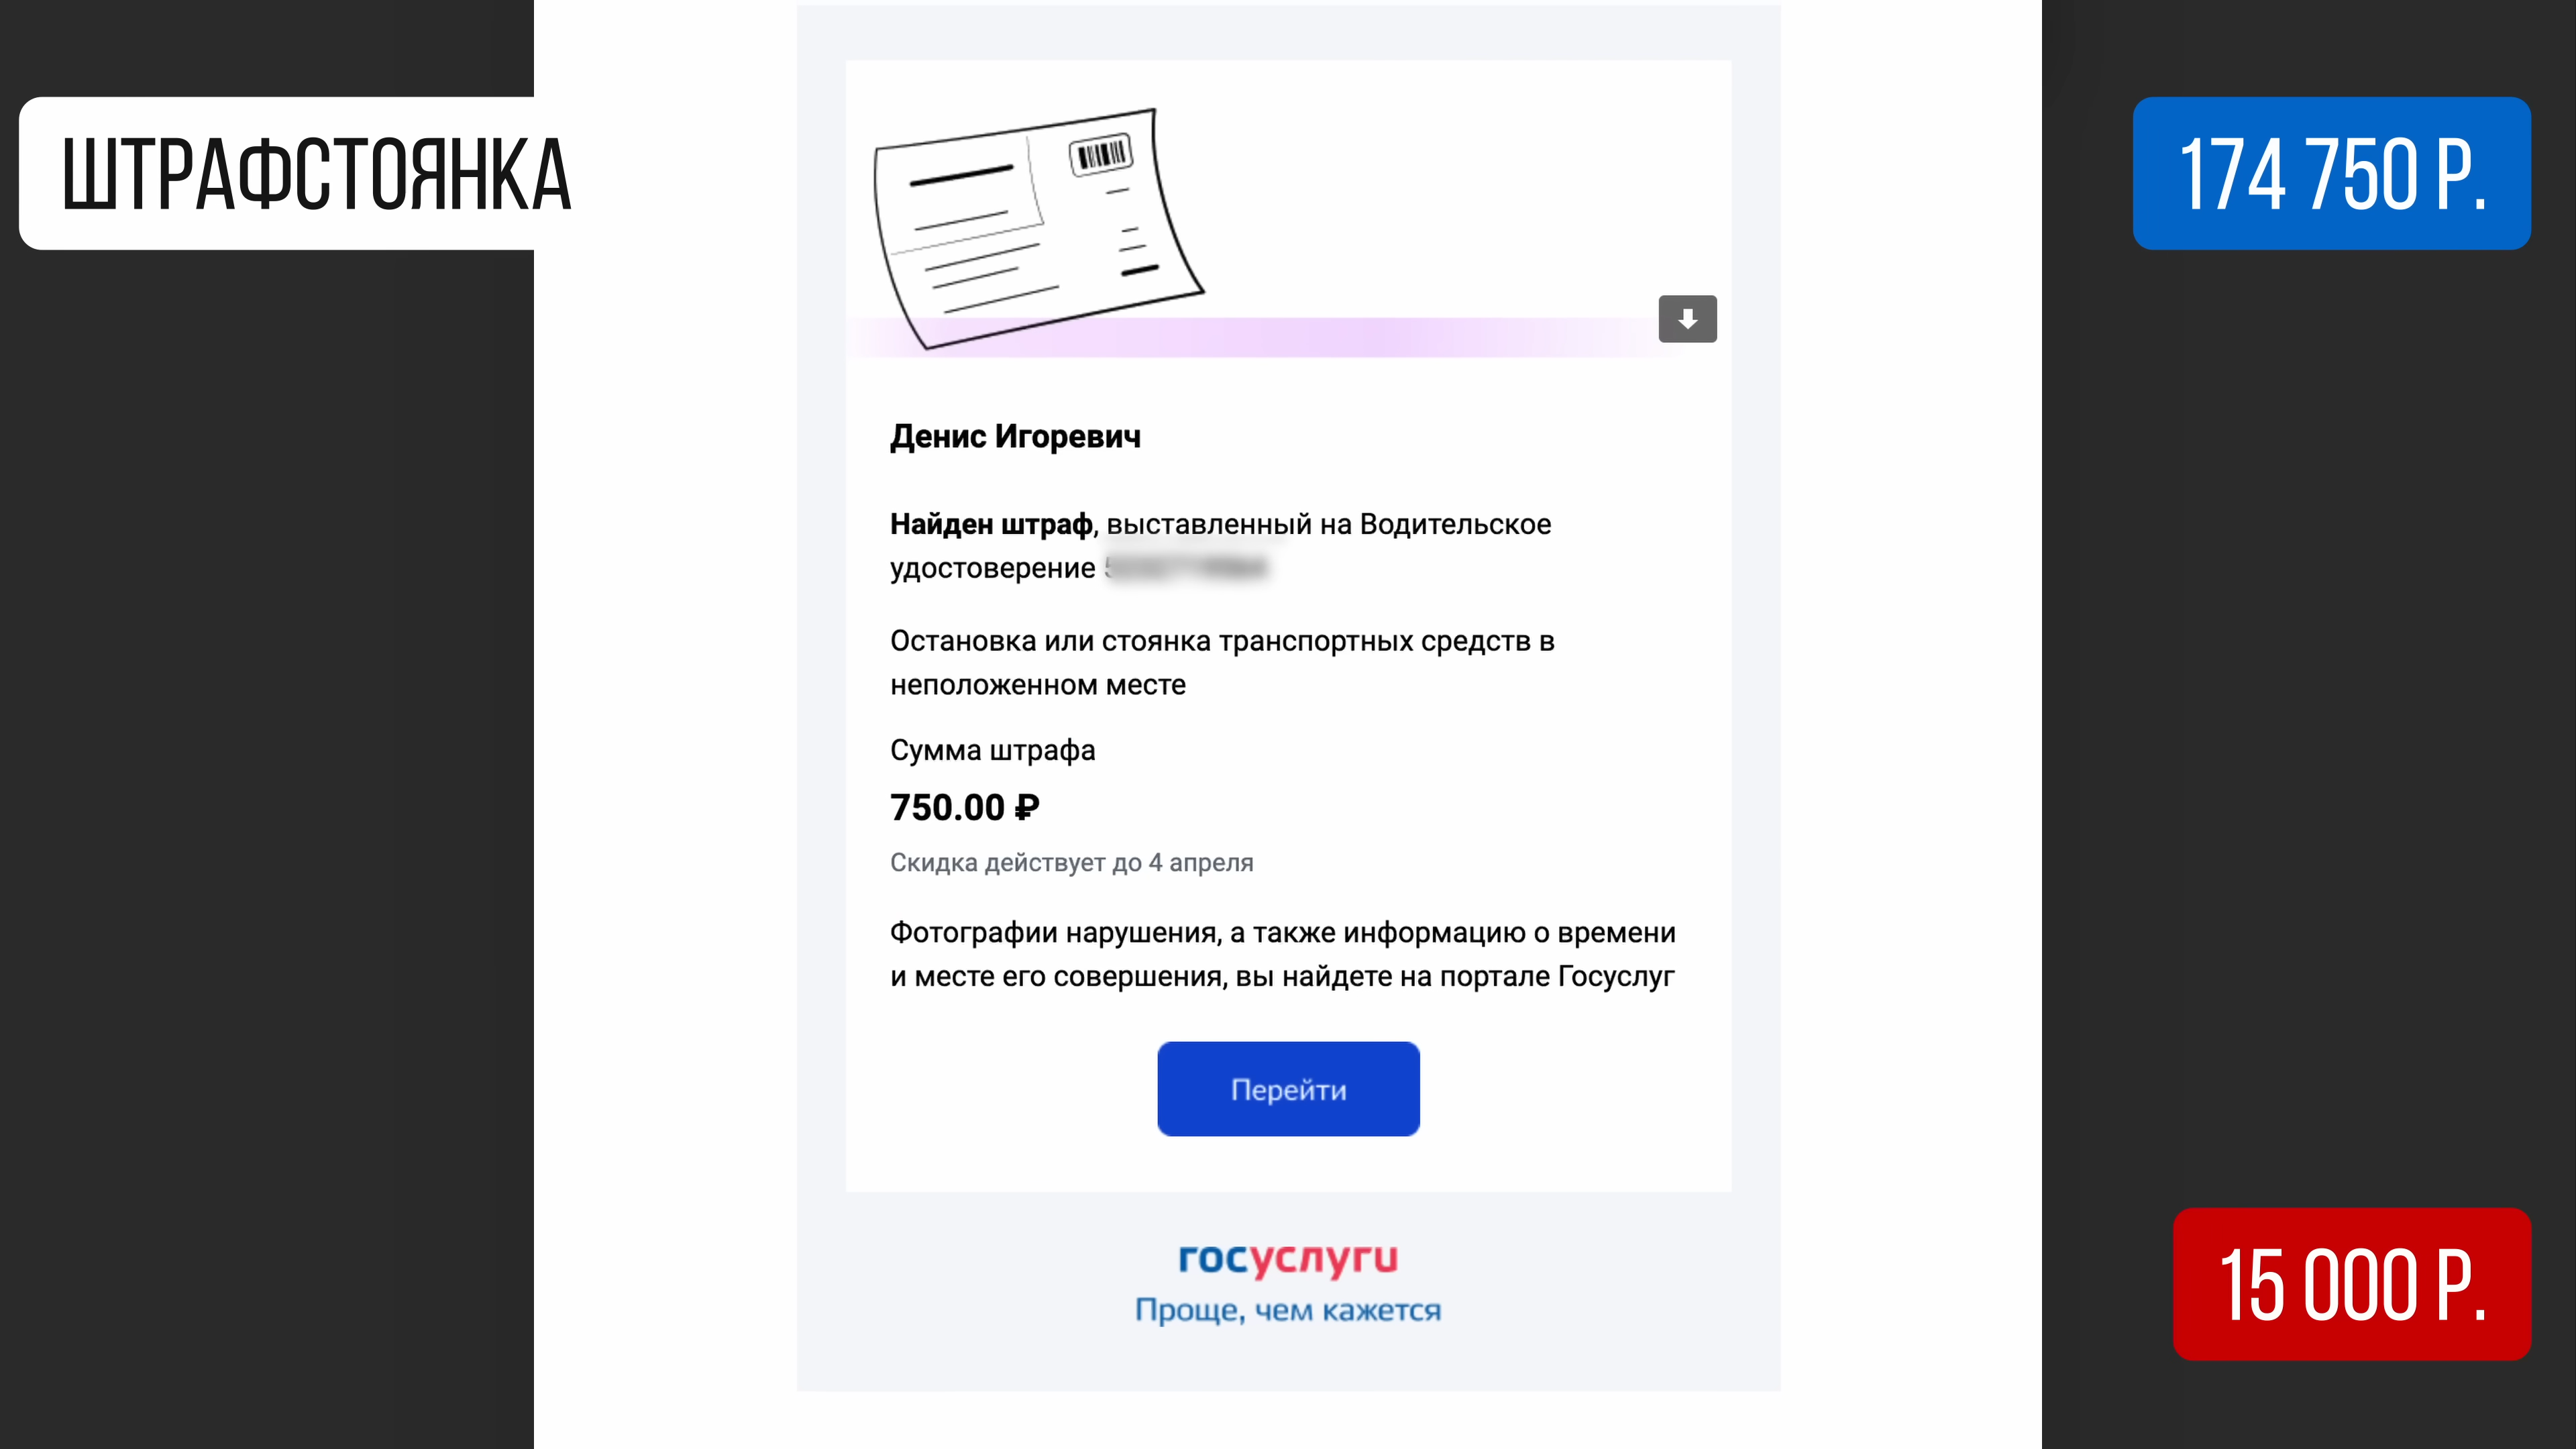 ШТРАФСТОЯНКА
174 750 Р.
Денис Игоревич
Найден штраф, выставленный на Водительское
удостоверение
Остановка или стоянка транспортных средств в
неположенном месте
Сумма штрафа
750.00 ₽
Скидка действует до 4 апреля
Фотографии нарушения, а также информацию о времени
и месте его совершения, вы найдете на портале Госуслуг
Перейти
госуслуги
Проще, чем кажется
15 000 Р.